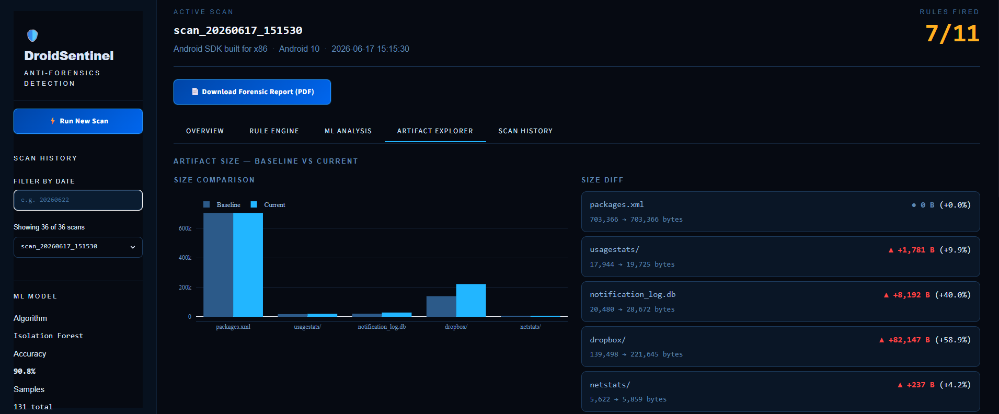 DroidSentinel
ANTI-FORENSICS
DETECTION
Run New Scan
SCAN HISTORY
FILTER BY DATE
e.g. 20260622
Showing 36 of 36 scans
scan_20260617_151530
ML MODEL
Algorithm
Isolation Forest
Accuracy
90.8%
Samples
131 total
ACTIVE SCAN
scan_20260617_151530
Android SDK built for x86 · Android 10 · 2026-06-17 15:15:30
RULES FIRED
7/11
Download Forensic Report (PDF)
OVERVIEW RULE ENGINE ML ANALYSIS ARTIFACT EXPLORER SCAN HISTORY
ARTIFACT SIZE — BASELINE VS CURRENT
SIZE COMPARISON
Baseline Current
600k
400k
200k
0
packages.xml usagestats/ notification_log.db dropbox/ netstats/
SIZE DIFF
packages.xml ● 0 B (+0.0%)
703,366 → 703,366 bytes
usagestats/ ▲ +1,781 B (+9.9%)
17,944 → 19,725 bytes
notification_log.db ▲ +8,192 B (+40.0%)
20,480 → 28,672 bytes
dropbox/ ▲ +82,147 B (+58.9%)
139,498 → 221,645 bytes
netstats/ ▲ +237 B (+4.2%)
5,622 → 5,859 bytes